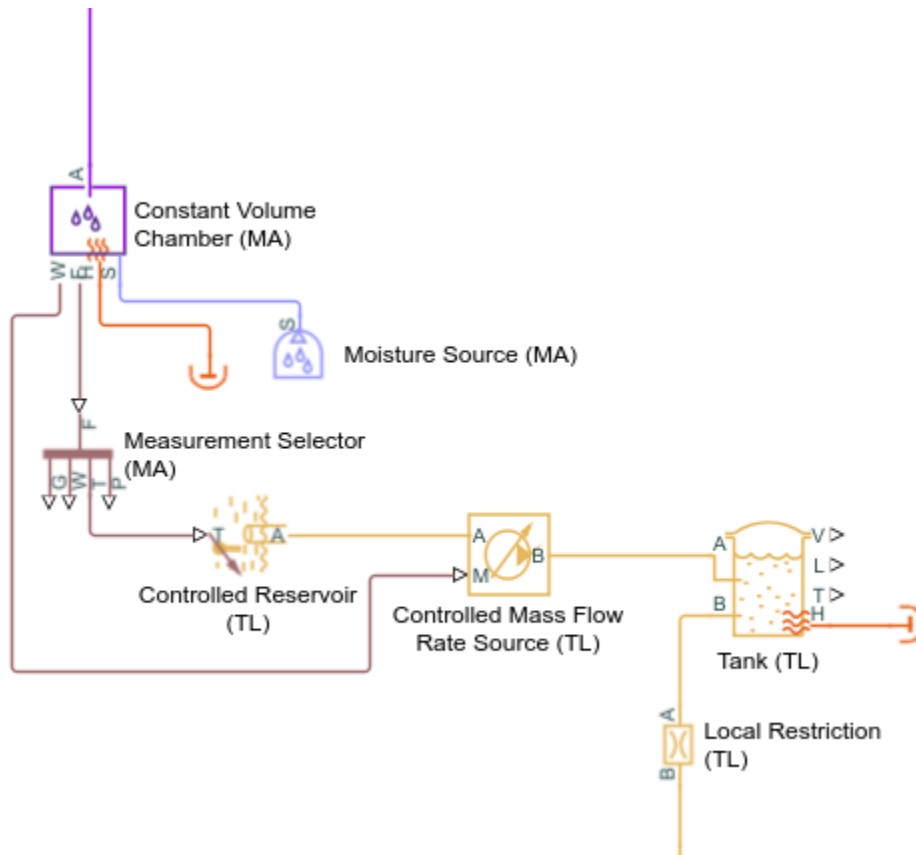 A
Constant Volume
Chamber (MA)
W
F
H
S
S
Moisture Source (MA)
F
Measurement Selector
(MA)
G
W
T
P
T
A
A
B
M
Controlled Reservoir
(TL)
Controlled Mass Flow
Rate Source (TL)
A
B
V
L
T
H
Tank (TL)
A
Local Restriction
(TL)
B